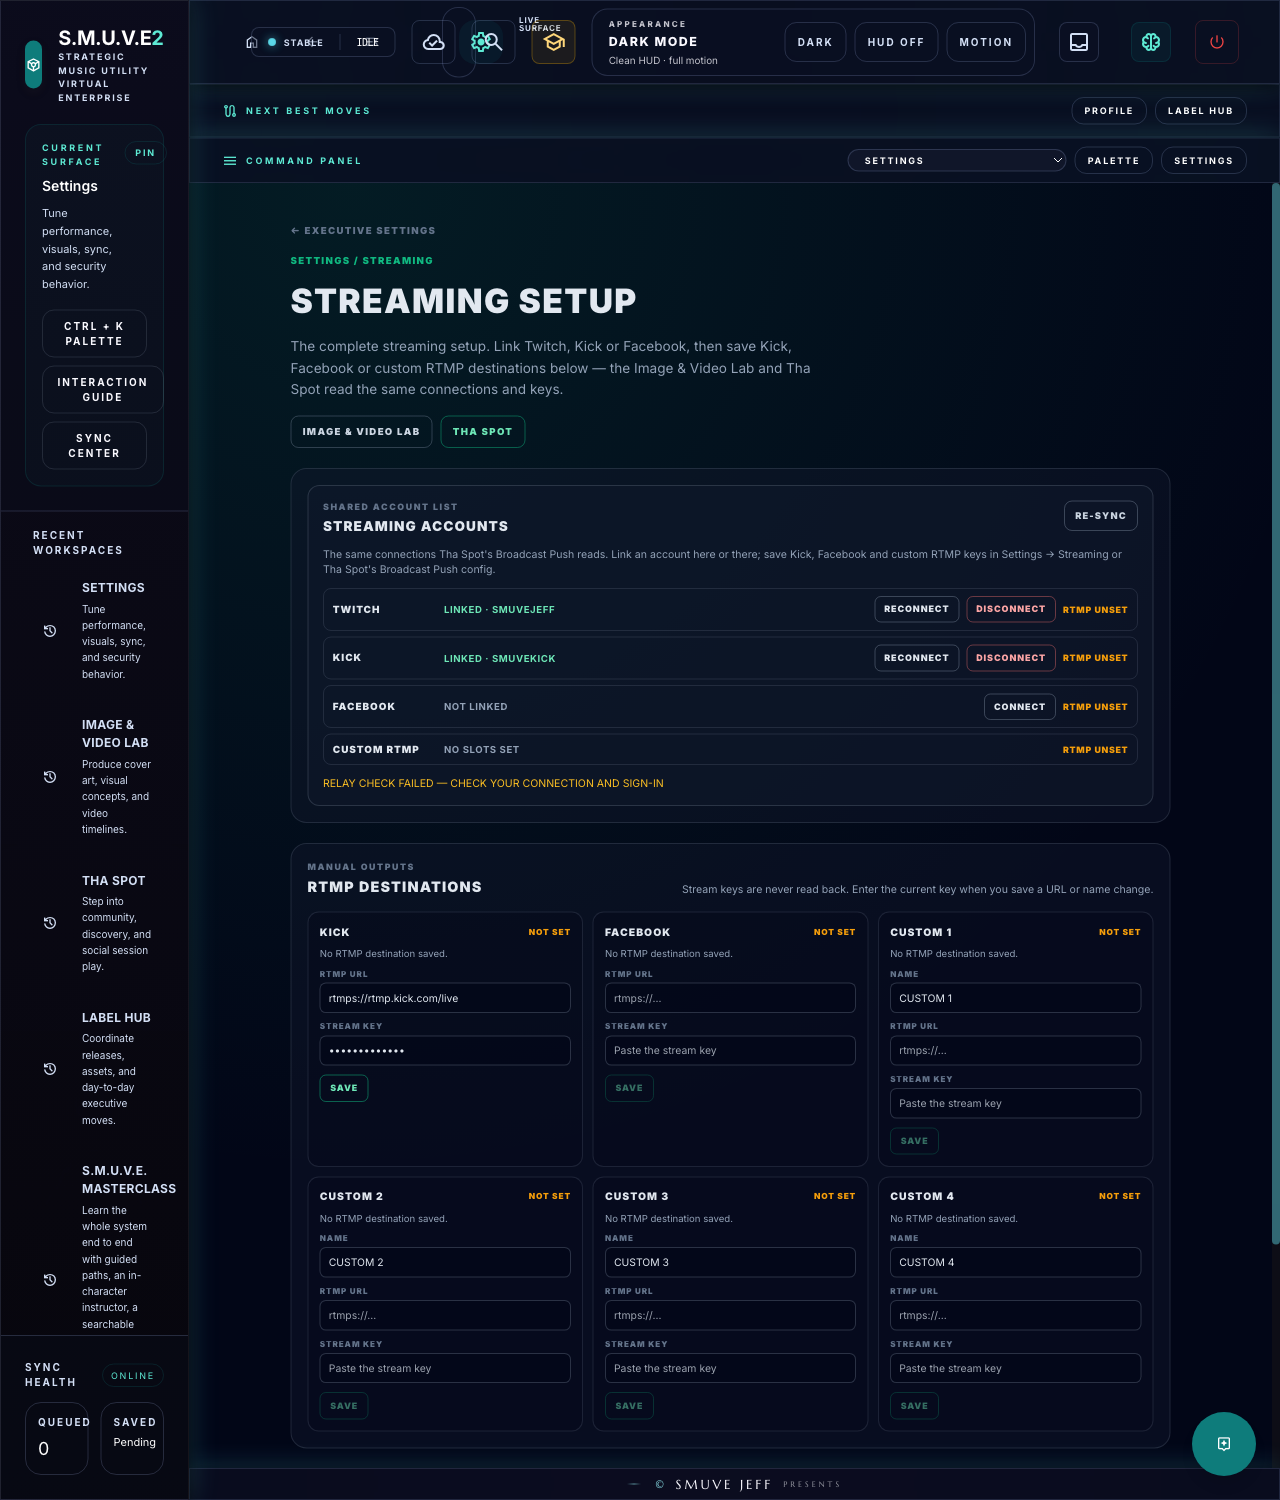 S.M.U.V.E2
STRATEGIC
MUSIC UTILITY
VIRTUAL
ENTERPRISE
CURRENT
SURFACE
PIN
Settings
Tune
performance,
visuals, sync,
and security
behavior.
CTRL + K
PALETTE
INTERACTION
GUIDE
SYNC
CENTER
RECENT
WORKSPACES
SETTINGS
Tune
performance,
visuals, sync,
and security
behavior.
IMAGE &
VIDEO LAB
Produce cover
art, visual
concepts, and
video
timelines.
THA SPOT
Step into
community,
discovery, and
social session
play.
LABEL HUB
Coordinate
releases,
assets, and
day-to-day
executive
moves.
S.M.U.V.E.
MASTERCLASS
Learn the
whole system
end to end
with guided
paths, an in-
character
instructor, a
searchable
SYNC
HEALTH
ONLINE
QUEUED
0
SAVED
Pending
STABLE
LIVE
SURFACE
APPEARANCE
DARK MODE
Clean HUD · full motion
DARK
HUD OFF
MOTION
NEXT BEST MOVES
PROFILE
LABEL HUB
COMMAND PANEL
SETTINGS
PALETTE
SETTINGS
← EXECUTIVE SETTINGS
SETTINGS / STREAMING
STREAMING SETUP
The complete streaming setup. Link Twitch, Kick or Facebook, then save Kick,
Facebook or custom RTMP destinations below — the Image & Video Lab and Tha
Spot read the same connections and keys.
IMAGE & VIDEO LAB
THA SPOT
SHARED ACCOUNT LIST
STREAMING ACCOUNTS
RE-SYNC
The same connections Tha Spot's Broadcast Push reads. Link an account here or there; save Kick, Facebook and custom RTMP keys in Settings → Streaming or
Tha Spot's Broadcast Push config.
TWITCH
LINKED · SMUVEJEFF
RECONNECT
DISCONNECT
RTMP UNSET
KICK
LINKED · SMUVEKICK
RECONNECT
DISCONNECT
RTMP UNSET
FACEBOOK
NOT LINKED
CONNECT
RTMP UNSET
CUSTOM RTMP
NO SLOTS SET
RTMP UNSET
RELAY CHECK FAILED — CHECK YOUR CONNECTION AND SIGN-IN
MANUAL OUTPUTS
RTMP DESTINATIONS
Stream keys are never read back. Enter the current key when you save a URL or name change.
KICK
NOT SET
No RTMP destination saved.
RTMP URL
rtmps://rtmp.kick.com/live
STREAM KEY
•••••••••••••
SAVE
FACEBOOK
NOT SET
No RTMP destination saved.
RTMP URL
rtmps://...
STREAM KEY
Paste the stream key
SAVE
CUSTOM 1
NOT SET
No RTMP destination saved.
NAME
CUSTOM 1
RTMP URL
rtmps://...
STREAM KEY
Paste the stream key
SAVE
CUSTOM 2
NOT SET
No RTMP destination saved.
NAME
CUSTOM 2
RTMP URL
rtmps://...
STREAM KEY
Paste the stream key
SAVE
CUSTOM 3
NOT SET
No RTMP destination saved.
NAME
CUSTOM 3
RTMP URL
rtmps://...
STREAM KEY
Paste the stream key
SAVE
CUSTOM 4
NOT SET
No RTMP destination saved.
NAME
CUSTOM 4
RTMP URL
rtmps://...
STREAM KEY
Paste the stream key
SAVE
© SMUVE JEFF PRESENTS